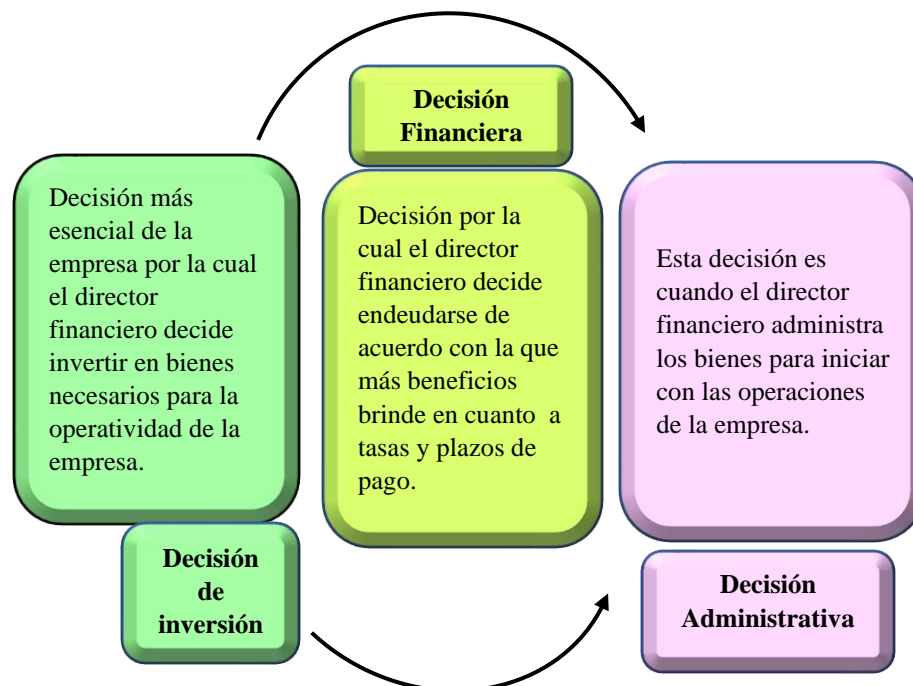 Decisión más
esencial de la
empresa por la cual
el director
financiero decide
invertir en bienes
necesarios para la
operatividad de la
empresa.
Decisión
de
inversión
Decisión
Financiera
Decisión por la
cual el director
financiero decide
endeudarse de
acuerdo con la que
más beneficios
brinde en cuanto a
tasas y plazos de
pago.
Esta decisión es
cuando el director
financiero administra
los bienes para iniciar
con las operaciones
de la empresa.
Decisión
Administrativa